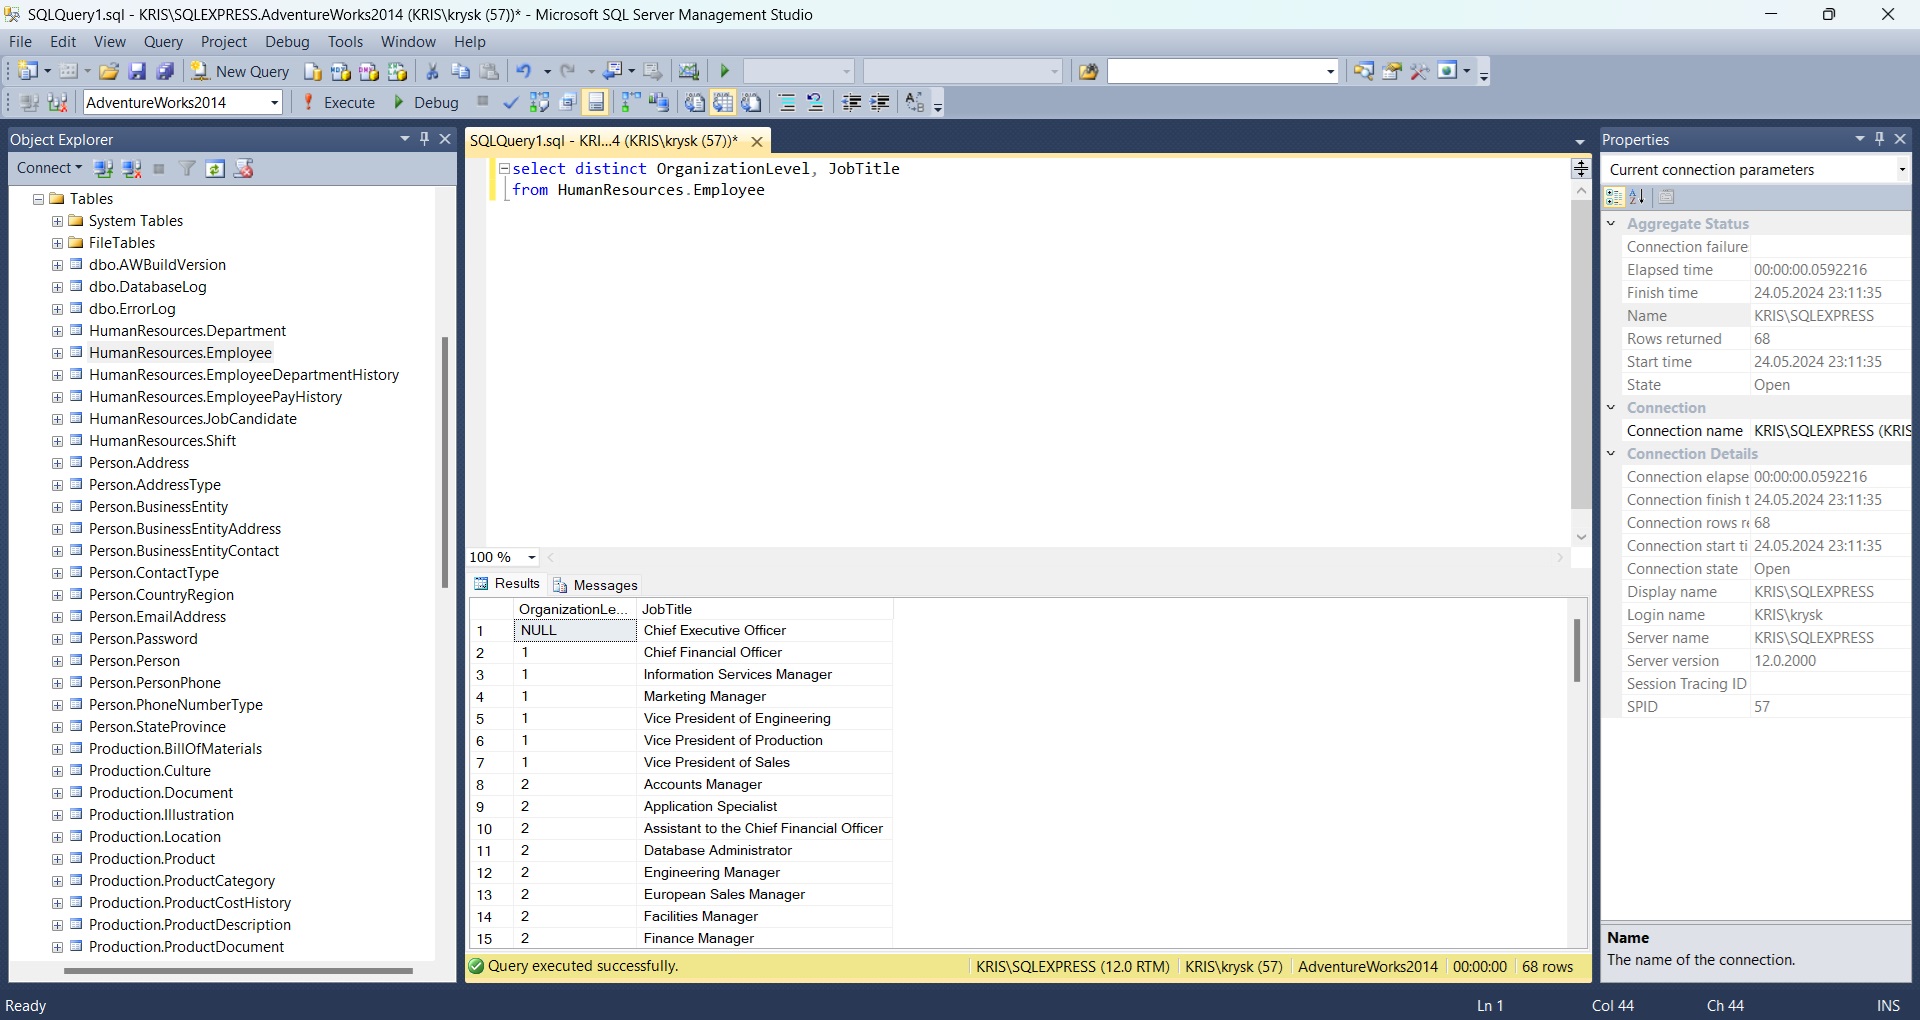 SQLQuery1.sql - KRIS\SQLEXPRESS.AdventureWorks2014 (KRIS\krysk (57))* - Microsoft SQL Server Management Studio
File Edit View Query Project Debug Tools Window Help
New Query
AdventureWorks2014 Execute Debug
Object Explorer
Connect
Tables
System Tables
FileTables
dbo.AWBuildVersion
dbo.DatabaseLog
dbo.ErrorLog
HumanResources.Department
HumanResources.Employee
HumanResources.EmployeeDepartmentHistory
HumanResources.EmployeePayHistory
HumanResources.JobCandidate
HumanResources.Shift
Person.Address
Person.AddressType
Person.BusinessEntity
Person.BusinessEntityAddress
Person.BusinessEntityContact
Person.ContactType
Person.CountryRegion
Person.EmailAddress
Person.Password
Person.Person
Person.PersonPhone
Person.PhoneNumberType
Person.StateProvince
Production.BillOfMaterials
Production.Culture
Production.Document
Production.Illustration
Production.Location
Production.Product
Production.ProductCategory
Production.ProductCostHistory
Production.ProductDescription
Production.ProductDocument
SQLQuery1.sql - KRI...4 (KRIS\krysk (57))*
select distinct OrganizationLevel, JobTitle
from HumanResources.Employee
100 %
Results Messages
OrganizationLe... JobTitle
1 NULL Chief Executive Officer
2 1 Chief Financial Officer
3 1 Information Services Manager
4 1 Marketing Manager
5 1 Vice President of Engineering
6 1 Vice President of Production
7 1 Vice President of Sales
8 2 Accounts Manager
9 2 Application Specialist
10 2 Assistant to the Chief Financial Officer
11 2 Database Administrator
12 2 Engineering Manager
13 2 European Sales Manager
14 2 Facilities Manager
15 2 Finance Manager
Query executed successfully. KRIS\SQLEXPRESS (12.0 RTM) KRIS\krysk (57) AdventureWorks2014 00:00:00 68 rows
Properties
Current connection parameters
Aggregate Status
Connection failure
Elapsed time 00:00:00.0592216
Finish time 24.05.2024 23:11:35
Name KRIS\SQLEXPRESS
Rows returned 68
Start time 24.05.2024 23:11:35
State Open
Connection
Connection name KRIS\SQLEXPRESS (KRIS
Connection Details
Connection elapse 00:00:00.0592216
Connection finish t 24.05.2024 23:11:35
Connection rows re 68
Connection start ti 24.05.2024 23:11:35
Connection state Open
Display name KRIS\SQLEXPRESS
Login name KRIS\krysk
Server name KRIS\SQLEXPRESS
Server version 12.0.2000
Session Tracing ID
SPID 57
Name
The name of the connection.
Ready Ln 1 Col 44 Ch 44 INS